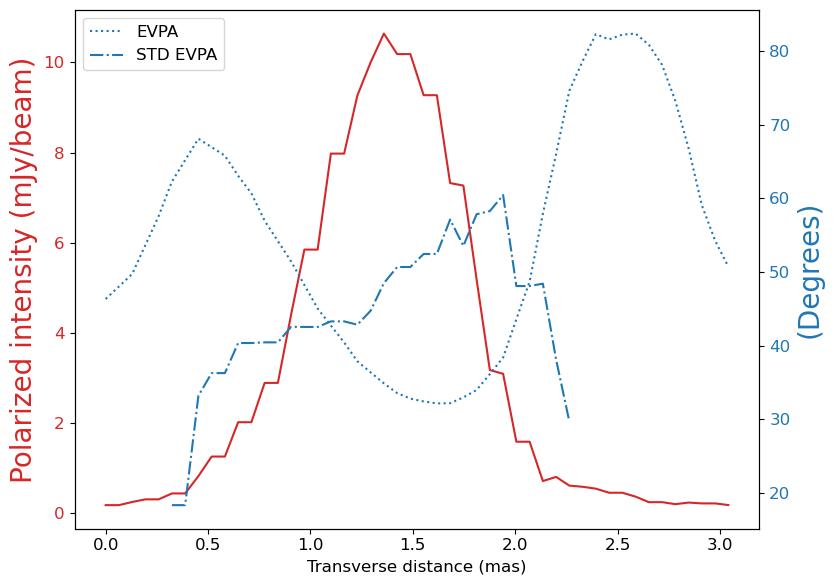 EVPA
STD EVPA
Polarized intensity (mJy/beam)
10
8
6
4
2
0
80
70
60
50
40
30
20
(Degrees)
0.0 0.5 1.0 1.5 2.0 2.5 3.0
Transverse distance (mas)